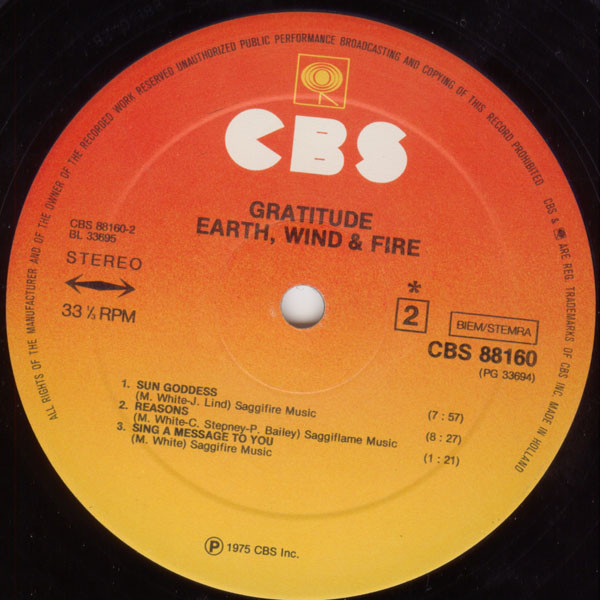 ALL RIGHTS OF THE MANUFACTURER AND OF THE OWNER OF THE RECORDED WORK RESERVED UNAUTHORIZED PUBLIC PERFORMANCE BROADCASTING AND COPYING OF THIS RECORD PROHIBITED
CBS & ARE REG. TRADEMARKS OF CBS INC. MADE IN HOLLAND
CBS
GRATITUDE
EARTH, WIND & FIRE
CBS 88160-2
BL 33695
STEREO
33 ⅓ RPM
*
2
BIEM/STEMRA
CBS 88160
(PG 33694)
1. SUN GODDESS
(M. White-J. Lind) Saggifire Music (7 : 57)
2. REASONS
(M. White-C. Stepney-P. Bailey) Saggiflame Music (8 : 27)
3. SING A MESSAGE TO YOU
(M. White) Saggifire Music (1 : 21)
Ⓟ 1975 CBS Inc.